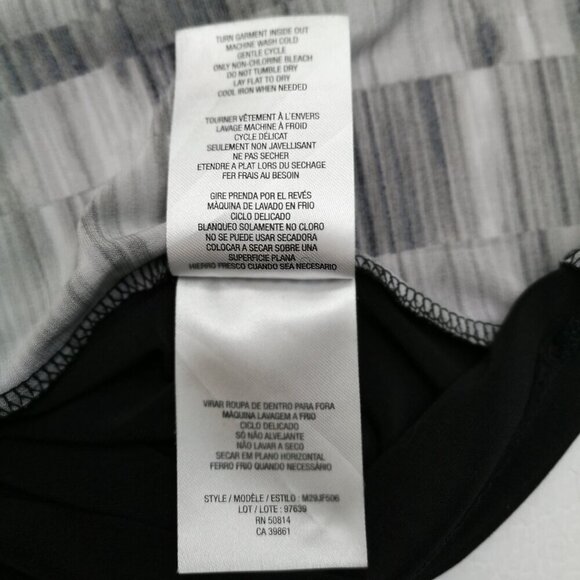 TURN GARMENT INSIDE OUT
MACHINE WASH COLD
GENTLE CYCLE
ONLY NON-CHLORINE BLEACH
DO NOT TUMBLE DRY
LAY FLAT TO DRY
COOL IRON WHEN NEEDED
TOURNER VÊTEMENT À L'ENVERS
LAVAGE MACHINE À FROID
CYCLE DÉLICAT
SEULEMENT NON JAVELLISANT
NE PAS SECHER
ETENDRE A PLAT LORS DU SECHAGE
FER FRAIS AU BESOIN
GIRE PRENDA POR EL REVÉS
MÁQUINA DE LAVADO EN FRIO
CICLO DELICADO
BLANQUEO SOLAMENTE NO CLORO
NO SE PUEDE USAR SECADORA
COLOCAR A SECAR SOBRE UNA
SUPERFICIE PLANA
HIERRO FRESCO CUANDO SEA NECESARIO
VIRAR ROUPA DE DENTRO PARA FORA
MÁQUINA LAVAGEM A FRIO
CICLO DELICADO
SÓ NÃO ALVEJANTE
NÃO LAVAR A SECO
SECAR EM PLANO HORIZONTAL
FERRO FRIO QUANDO NECESSÁRIO
STYLE / MODÈLE / ESTILO : M29JF506
LOT / LOTE : 97639
RN 50814
CA 39861